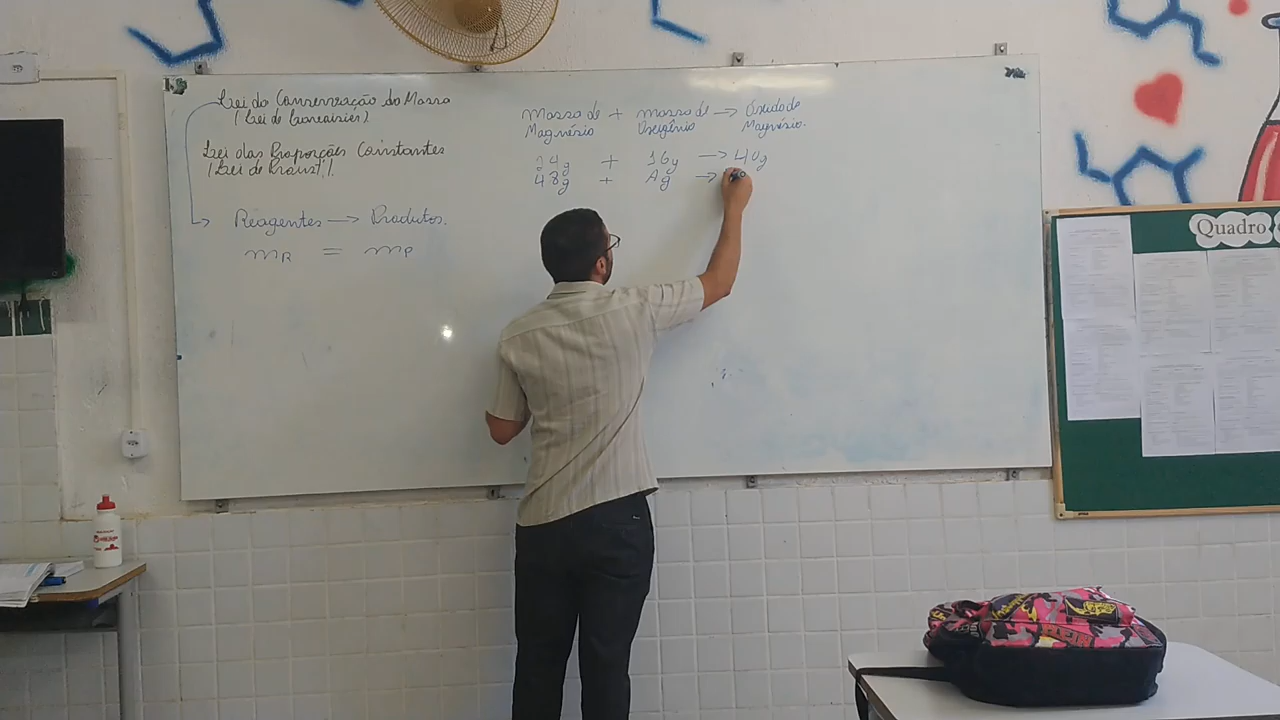 Lei da Conservação da Massa
(Lei de Lavoisier)
Lei das Proporções Constantes
(Lei de Proust).
Reagentes → Produtos.
mR = mP
Massa de + massa de → Óxido de
Magnésio Oxigênio Magnésio.
24g + 16g → 40g
48g + Ag →
Quadro